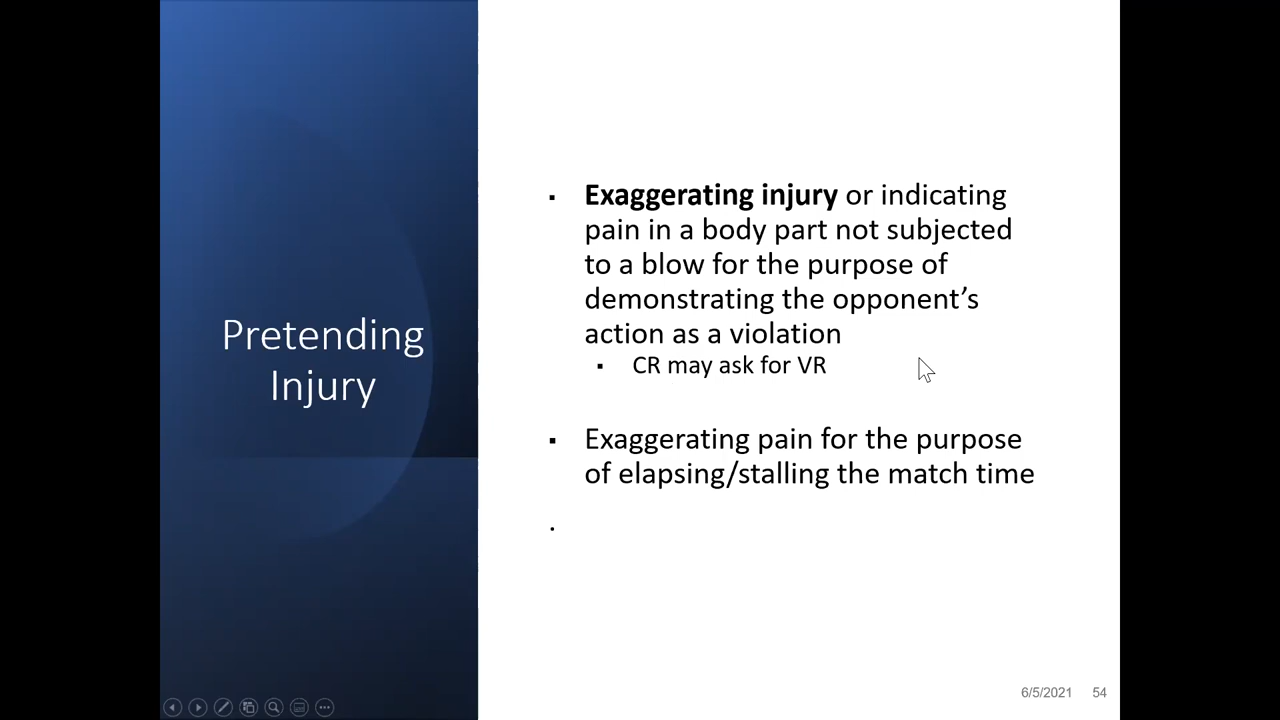 Pretending
Injury
▪ Exaggerating injury or indicating
pain in a body part not subjected
to a blow for the purpose of
demonstrating the opponent’s
action as a violation
▪ CR may ask for VR
▪ Exaggerating pain for the purpose
of elapsing/stalling the match time
6/5/2021 54